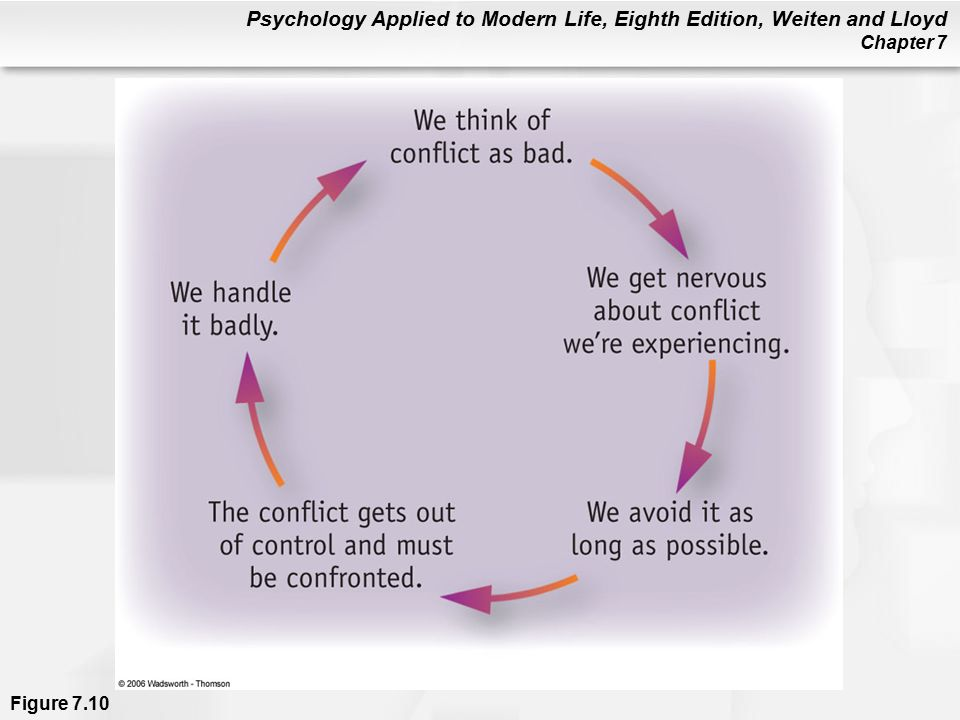 Psychology Applied to Modern Life, Eighth Edition, Weiten and Lloyd
Chapter 7
We think of
conflict as bad.
We get nervous
about conflict
we're experiencing.
We avoid it as
long as possible.
The conflict gets out
of control and must
be confronted.
We handle
it badly.
© 2006 Wadsworth - Thomson
Figure 7.10